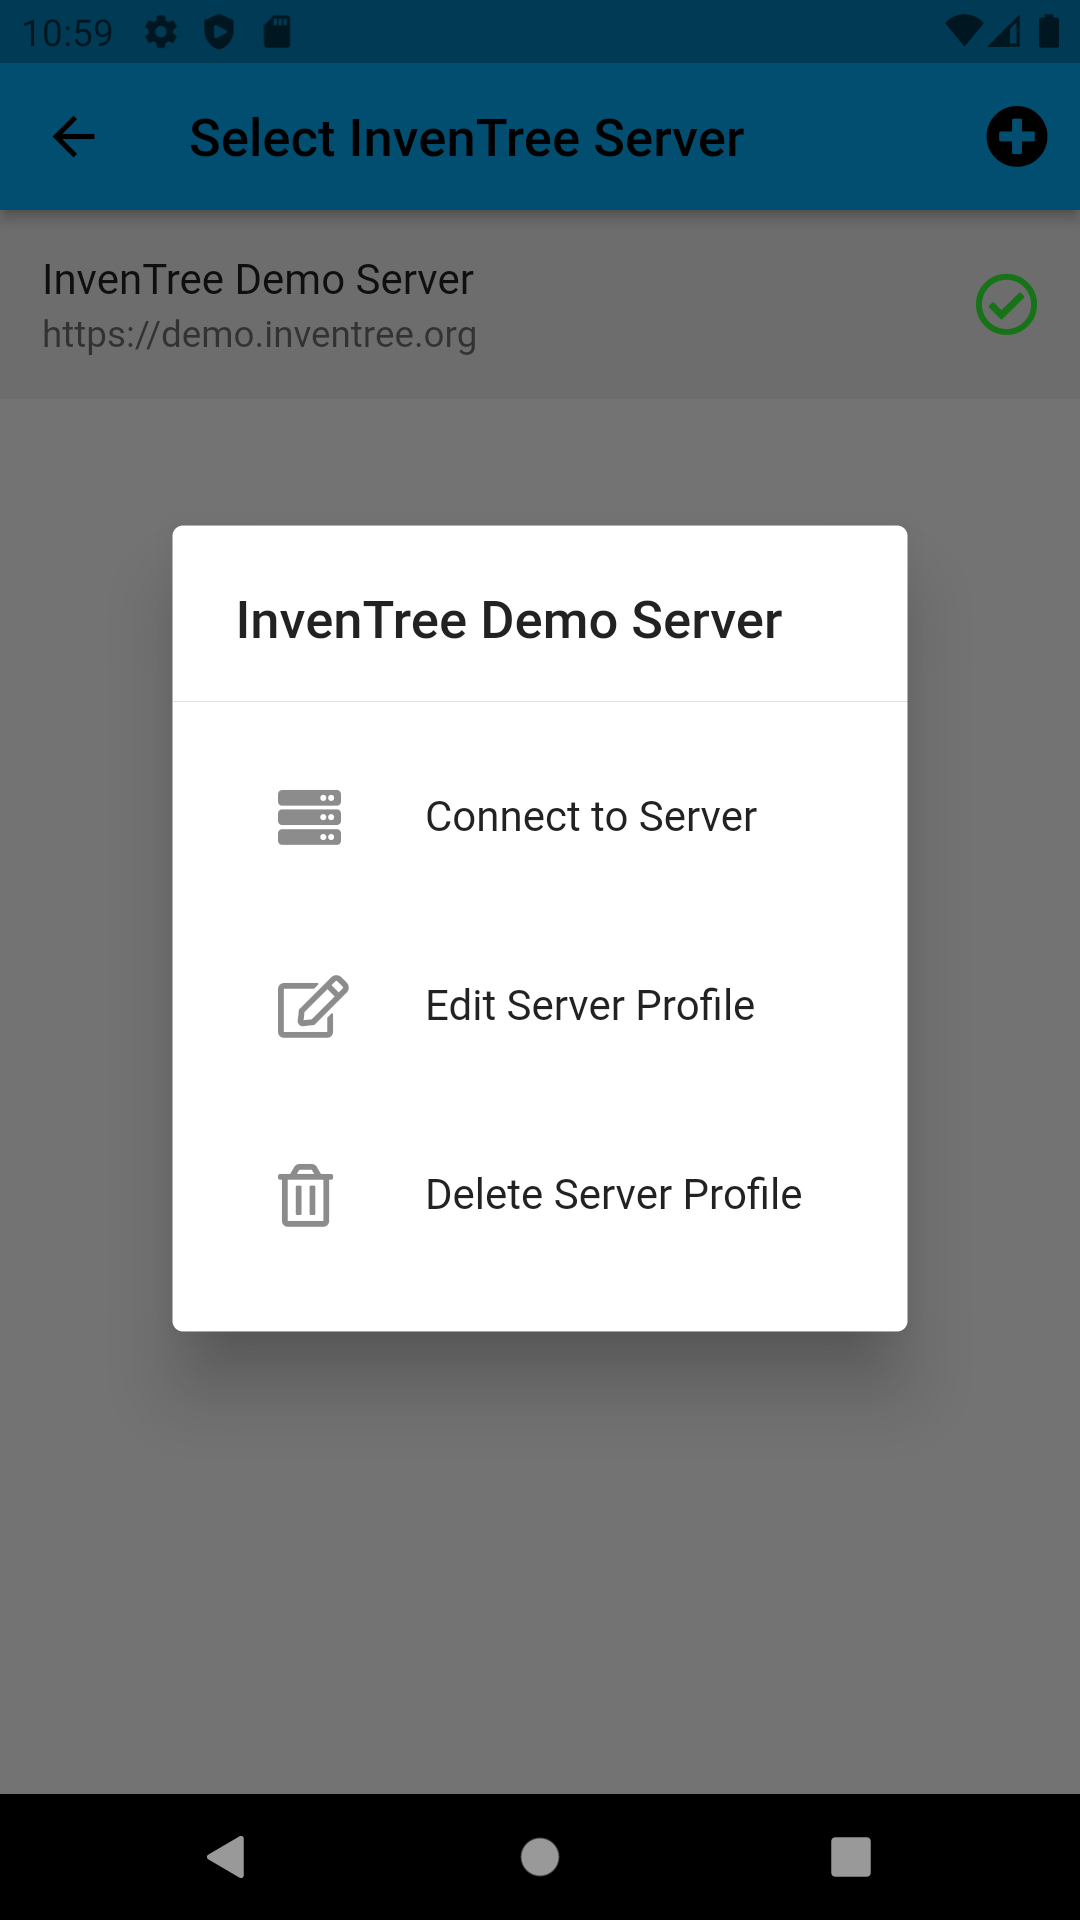 10:59
Select InvenTree Server
InvenTree Demo Server
https://demo.inventree.org
InvenTree Demo Server
Connect to Server
Edit Server Profile
Delete Server Profile